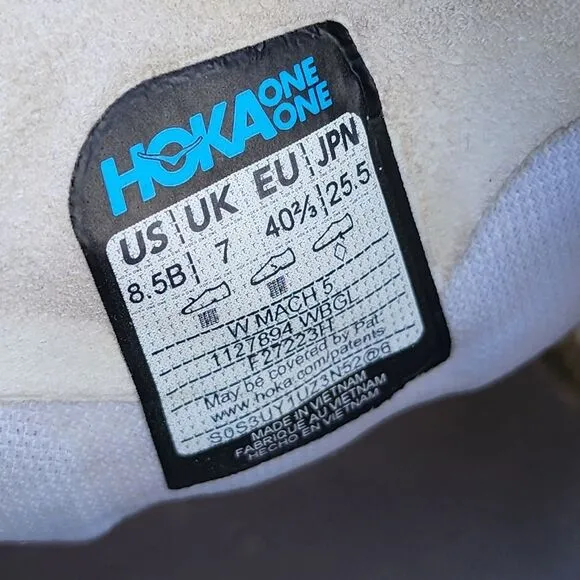 HOKA ONE ONE
US UK EU JPN
8.5B 7 40⅔ 25.5
W MACH 5
1127894 WBGL
F27223H
May be covered by Pat.
www.hoka.com/patents
S0S3UY1UZ3N52@6
MADE IN VIETNAM
FABRIQUE AU VIETNAM
HECHO EN VIETNAM